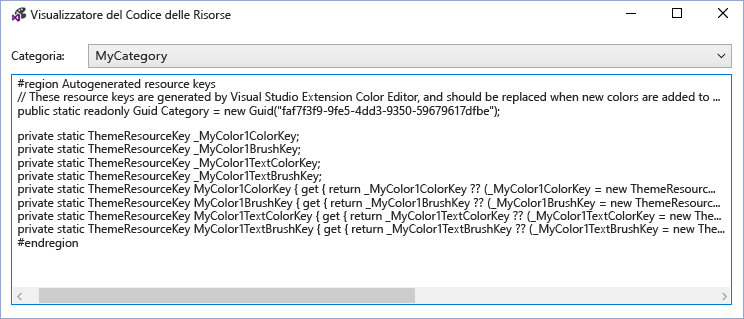 Visualizzatore del Codice delle Risorse
Categoria: MyCategory
#region Autogenerated resource keys
// These resource keys are generated by Visual Studio Extension Color Editor, and should be replaced when new colors are added to ...
public static readonly Guid Category = new Guid("faf7f3f9-9fe5-4dd3-9350-59679617dfbe");
private static ThemeResourceKey _MyColor1ColorKey;
private static ThemeResourceKey _MyColor1BrushKey;
private static ThemeResourceKey _MyColor1TextColorKey;
private static ThemeResourceKey _MyColor1TextBrushKey;
private static ThemeResourceKey MyColor1ColorKey { get { return _MyColor1ColorKey ?? (_MyColor1ColorKey = new ThemeResourc...
private static ThemeResourceKey MyColor1BrushKey { get { return _MyColor1BrushKey ?? (_MyColor1BrushKey = new ThemeResourc...
private static ThemeResourceKey MyColor1TextColorKey { get { return _MyColor1TextColorKey ?? (_MyColor1TextColorKey = new The...
private static ThemeResourceKey MyColor1TextBrushKey { get { return _MyColor1TextBrushKey ?? (_MyColor1TextBrushKey = new The...
#endregion